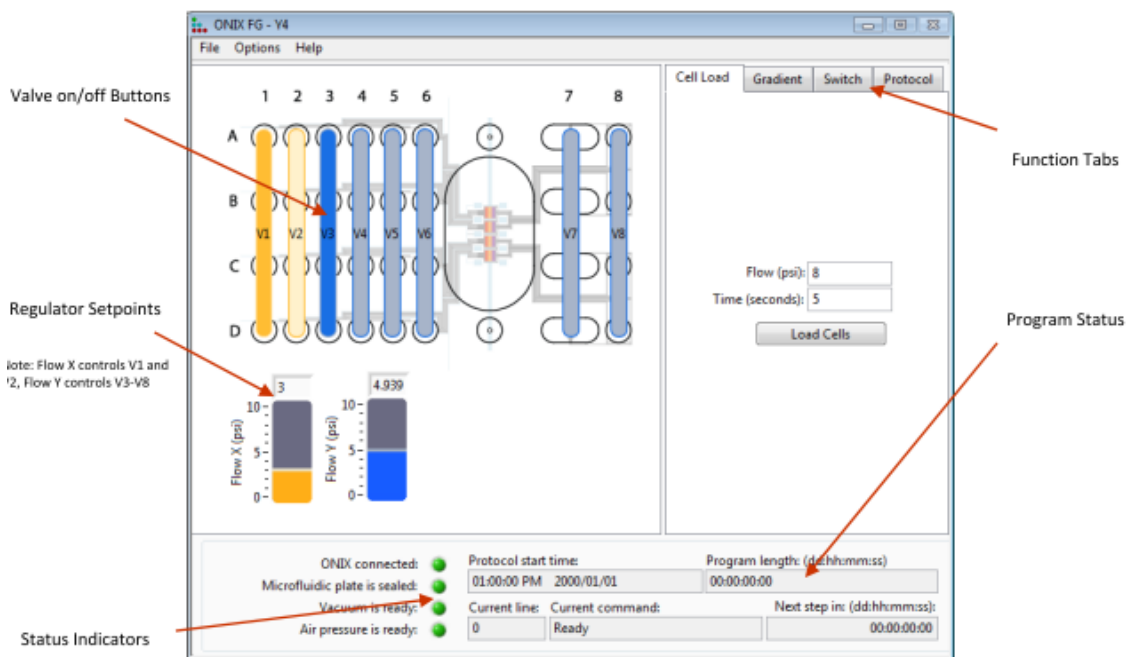 ONIX FG - Y4
File Options Help
Cell Load Gradient Switch Protocol
Valve on/off Buttons
1 2 3 4 5 6 7 8
A
Function Tabs
B
V1 V2 V3 V4 V5 V6 V7 V8
C
Flow (psi): 8
Time (seconds): 5
Regulator Setpoints
Program Status
D
Load Cells
Note: Flow X controls V1 and
V2, Flow Y controls V3-V8
3 4.939
10- 10-
Flow X (psi) Flow Y (psi)
5- 5-
0- 0-
ONIX connected:
Protocol start time: Program length: (dd:hh:mm:ss)
Microfluidic plate is sealed:
01:00:00 PM 2000/01/01 00:00:00:00
Vacuum is ready:
Current line: Current command: Next step in: (dd:hh:mm:ss):
Air pressure is ready:
0 Ready 00:00:00:00
Status Indicators